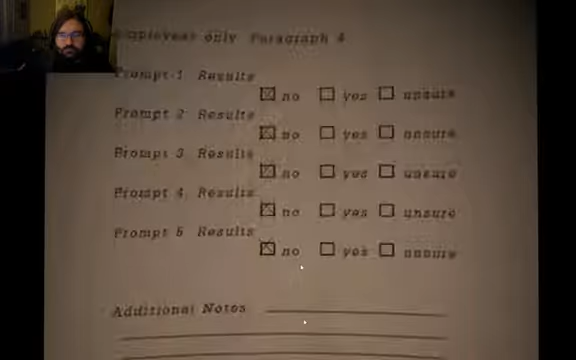 Employees only Paragraph 4
Prompt 1 Results
no yes unsure
Prompt 2 Results
no yes unsure
Prompt 3 Results
no yes unsure
Prompt 4 Results
no yes unsure
Prompt 5 Results
no yes unsure
Additional Notes